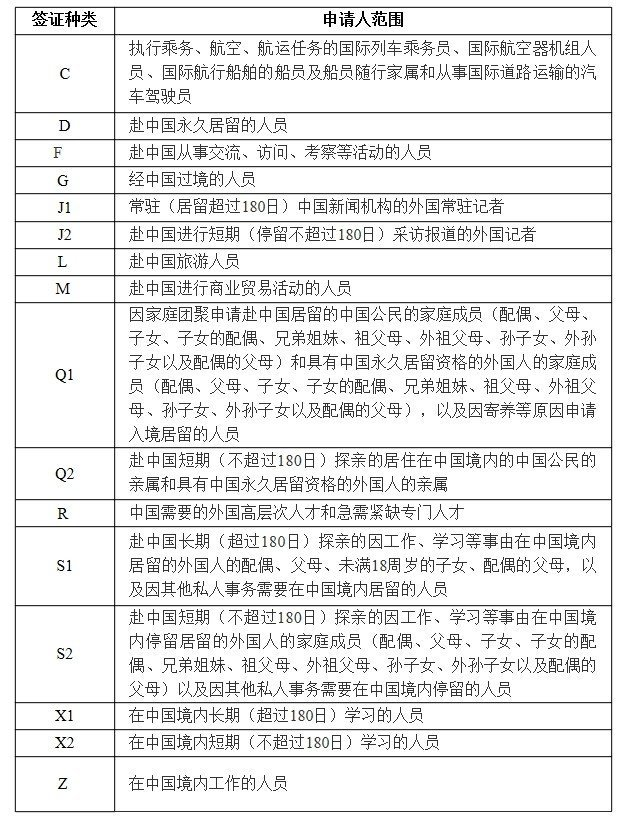 签证种类 申请人范围
C 执行乘务、航空、航运任务的国际列车乘务员、国际航空器机组人
员、国际航行船舶的船员及船员随行家属和从事国际道路运输的汽
车驾驶员
D 赴中国永久居留的人员
F 赴中国从事交流、访问、考察等活动的人员
G 经中国过境的人员
J1 常驻（居留超过180日）中国新闻机构的外国常驻记者
J2 赴中国进行短期（停留不超过180日）采访报道的外国记者
L 赴中国旅游人员
M 赴中国进行商业贸易活动的人员
Q1 因家庭团聚申请赴中国居留的中国公民的家庭成员（配偶、父母、
子女、子女的配偶、兄弟姐妹、祖父母、外祖父母、孙子女、外孙
子女以及配偶的父母）和具有中国永久居留资格的外国人的家庭成
员（配偶、父母、子女、子女的配偶、兄弟姐妹、祖父母、外祖父
母、孙子女、外孙子女以及配偶的父母），以及因寄养等原因申请
入境居留的人员
Q2 赴中国短期（不超过180日）探亲的居住在中国境内的中国公民的
亲属和具有中国永久居留资格的外国人的亲属
R 中国需要的外国高层次人才和急需紧缺专门人才
S1 赴中国长期（超过180日）探亲的因工作、学习等事由在中国境内
居留的外国人的配偶、父母、未满18周岁的子女、配偶的父母，以
及因其他私人事务需要在中国境内居留的人员
S2 赴中国短期（不超过180日）探亲的因工作、学习等事由在中国境
内停留居留的外国人的家庭成员（配偶、父母、子女、子女的配
偶、兄弟姐妹、祖父母、外祖父母、孙子女、外孙子女以及配偶的
父母）以及因其他私人事务需要在中国境内停留的人员
X1 在中国境内长期（超过180日）学习的人员
X2 在中国境内短期（不超过180日）学习的人员
Z 在中国境内工作的人员